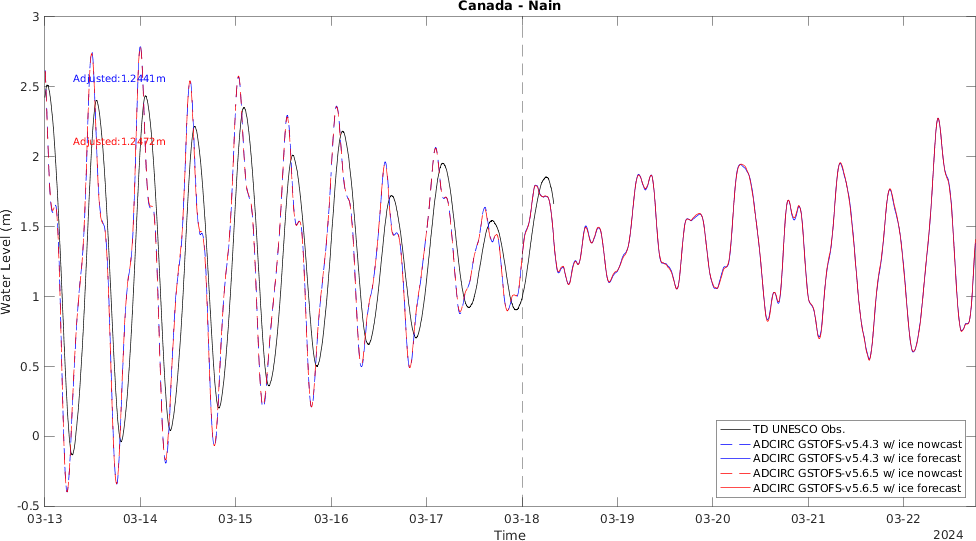 Canada - Nain
3
2.5
2
1.5
1
0.5
0
-0.5
Water Level (m)
Adjusted:1.2441m
Adjusted:1.2472m
TD UNESCO Obs.
ADCIRC GSTOFS-v5.4.3 w/ ice nowcast
ADCIRC GSTOFS-v5.4.3 w/ ice forecast
ADCIRC GSTOFS-v5.6.5 w/ ice nowcast
ADCIRC GSTOFS-v5.6.5 w/ ice forecast
03-13 03-14 03-15 03-16 03-17 03-18 03-19 03-20 03-21 03-22
Time
2024